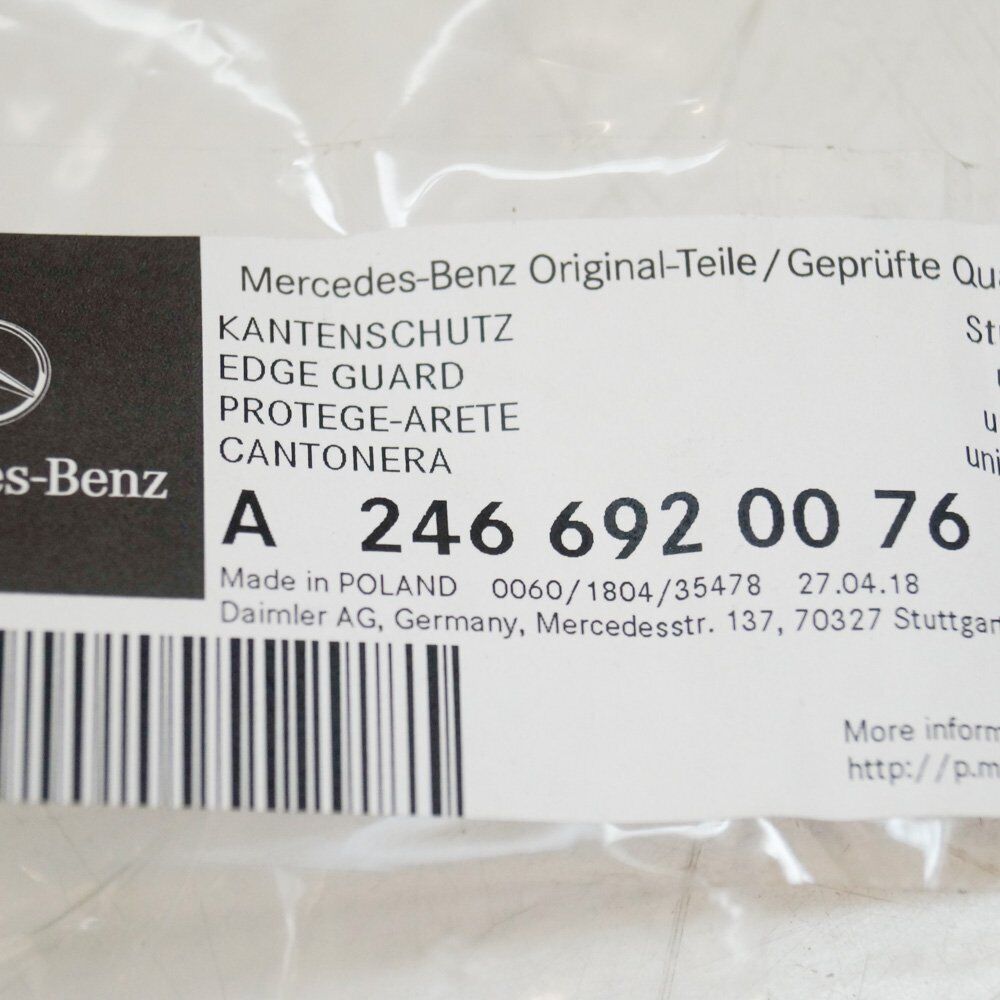 Mercedes-Benz Original-Teile/Geprüfte
KANTENSCHUTZ
EDGE GUARD
PROTEGE-ARETE
CANTONERA
es-Benz
A 246 692 00 76
Made in POLAND 0060/1804/35478 27.04.18
Daimler AG, Germany, Mercedesstr. 137, 70327 Stuttgar
More inform
http://p.m